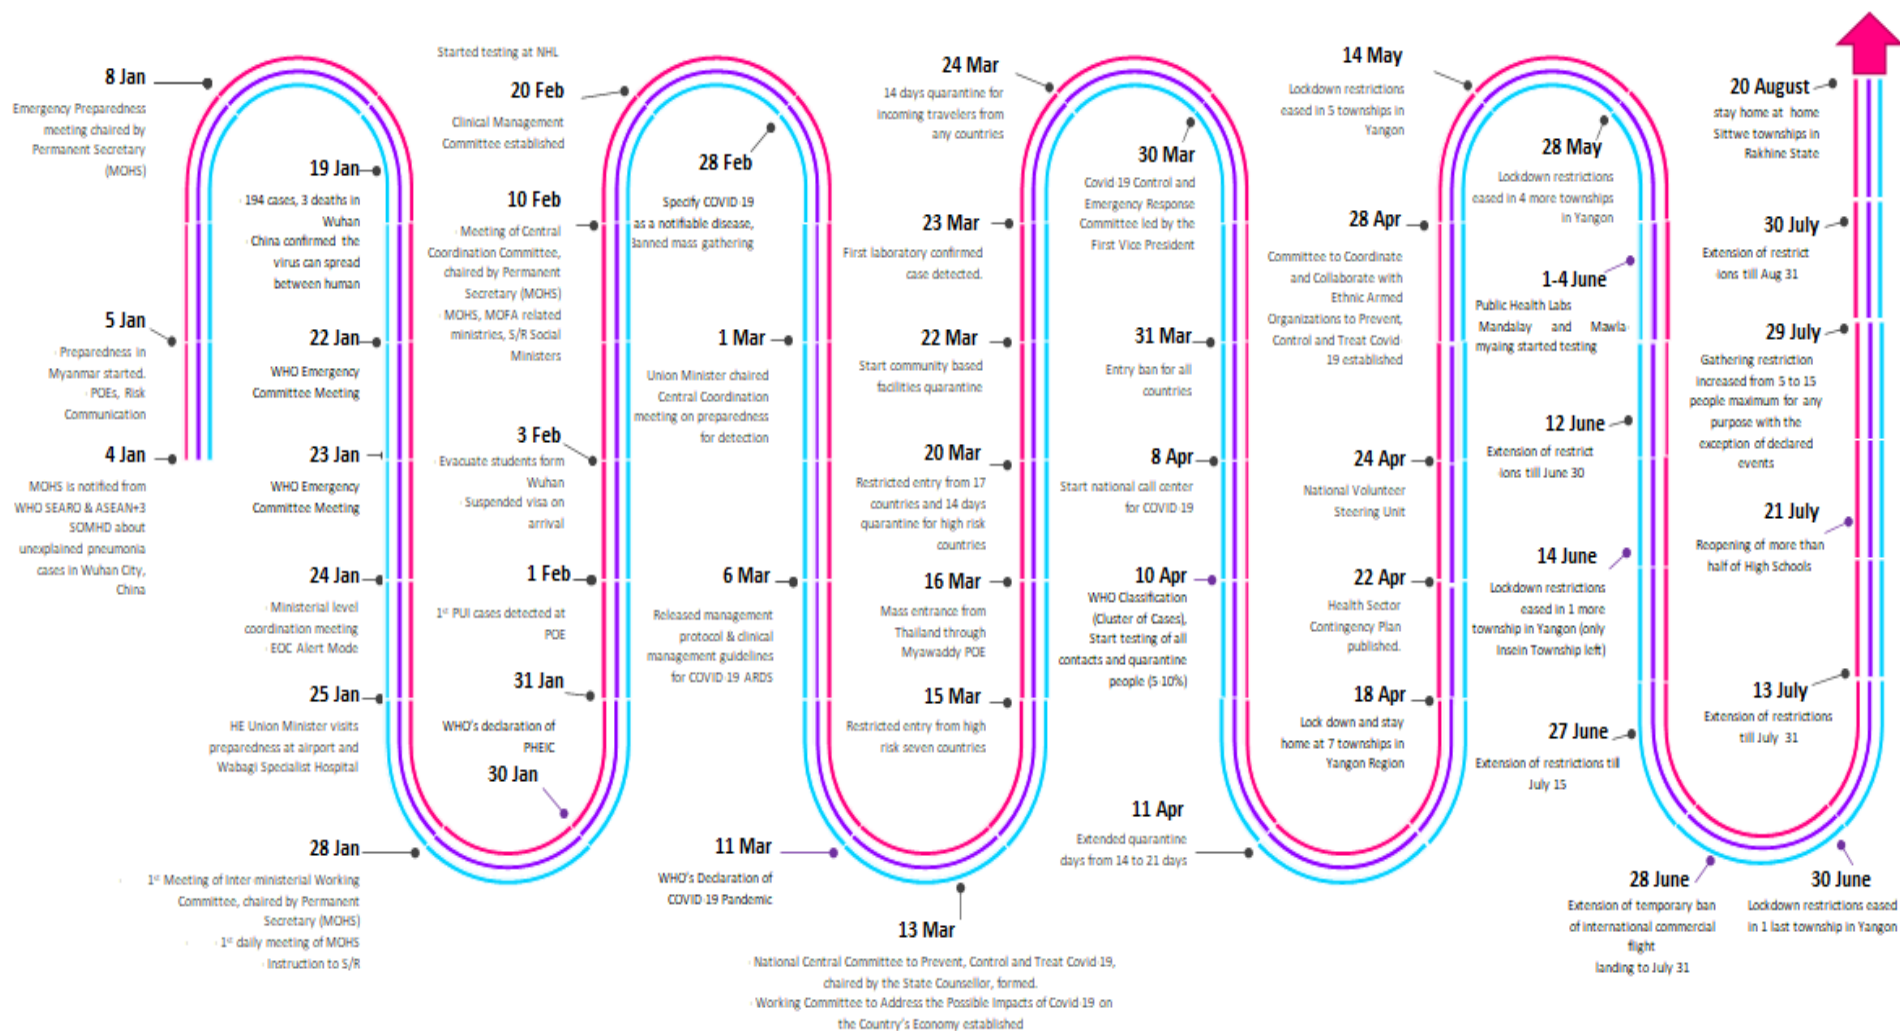 8 Jan
Emergency Preparedness
meeting chaired by
Permanent Secretary
(MOHS)
5 Jan
· Preparedness in
Myanmar started.
· POEs, Risk
Communication
4 Jan
MOHS is notified from
WHO SEARO & ASEAN+3
SOMHD about
unexplained pneumonia
cases in Wuhan City,
China
19 Jan
· 194 cases, 3 deaths in
Wuhan
· China confirmed the
virus can spread
between human
22 Jan
WHO Emergency
Committee Meeting
23 Jan
WHO Emergency
Committee Meeting
24 Jan
· Ministerial level
coordination meeting
· EOC Alert Mode
25 Jan
HE Union Minister visits
preparedness at airport and
Wabagi Specialist Hospital
28 Jan
· 1st Meeting of Inter ministerial Working
Committee, chaired by Permanent
Secretary (MOHS)
· 1st daily meeting of MOHS
· Instruction to S/R
Started testing at NHL
20 Feb
Clinical Management
Committee established
10 Feb
· Meeting of Central
Coordination Committee,
chaired by Permanent
Secretary (MOHS)
· MOHS, MOFA related
ministries, S/R Social
Ministers
3 Feb
· Evacuate students form
Wuhan
· Suspended visa on
arrival
1 Feb
1st PUI cases detected at
POE
31 Jan
WHO's declaration of
PHEIC
30 Jan
28 Feb
Specify COVID 19
as a notifiable disease,
Banned mass gathering
1 Mar
Union Minister chaired
Central Coordination
meeting on preparedness
for detection
6 Mar
Released management
protocol & clinical
management guidelines
for COVID 19 ARDS
11 Mar
WHO's Declaration of
COVID 19 Pandemic
13 Mar
· National Central Committee to Prevent, Control and Treat Covid 19,
chaired by the State Counsellor, formed.
· Working Committee to Address the Possible Impacts of Covid 19 on
the Country's Economy established
24 Mar
14 days quarantine for
incoming travelers from
any countries
23 Mar
First laboratory confirmed
case detected.
22 Mar
Start community based
facilities quarantine
20 Mar
Restricted entry from 17
countries and 14 days
quarantine for high risk
countries
16 Mar
Mass entrance from
Thailand through
Myawaddy POE
15 Mar
Restricted entry from high
risk seven countries
30 Mar
Covid 19 Control and
Emergency Response
Committee led by the
First Vice President
31 Mar
Entry ban for all
countries
8 Apr
Start national call center
for COVID 19
10 Apr
WHO Classification
(Cluster of Cases),
Start testing of all
contacts and quarantine
people (5 10%)
11 Apr
Extended quarantine
days from 14 to 21 days
14 May
Lockdown restrictions
eased in 5 townships in
Yangon
28 Apr
Committee to Coordinate
and Collaborate with
Ethnic Armed
Organizations to Prevent,
Control and Treat Covid
19 established
24 Apr
National Volunteer
Steering Unit
22 Apr
Health Sector
Contingency Plan
published.
18 Apr
Lock down and stay
home at 7 townships in
Yangon Region
28 May
Lockdown restrictions
eased in 4 more townships
in Yangon
1-4 June
Public Health Labs
Mandalay and Mawla
myaing started testing
12 June
Extension of restrict
ions till June 30
14 June
Lockdown restrictions
eased in 1 more
township in Yangon (only
Insein Township left)
27 June
Extension of restrictions till
July 15
28 June
Extension of temporary ban
of international commercial
flight
landing to July 31
30 June
Lockdown restrictions eased
in 1 last township in Yangon
20 August
stay home at home
Sittwe townships in
Rakhine State
30 July
Extension of restrict
ions till Aug 31
29 July
Gathering restriction
increased from 5 to 15
people maximum for any
purpose with the
exception of declared
events
21 July
Reopening of more than
half of High Schools
13 July
Extension of restrictions
till July 31